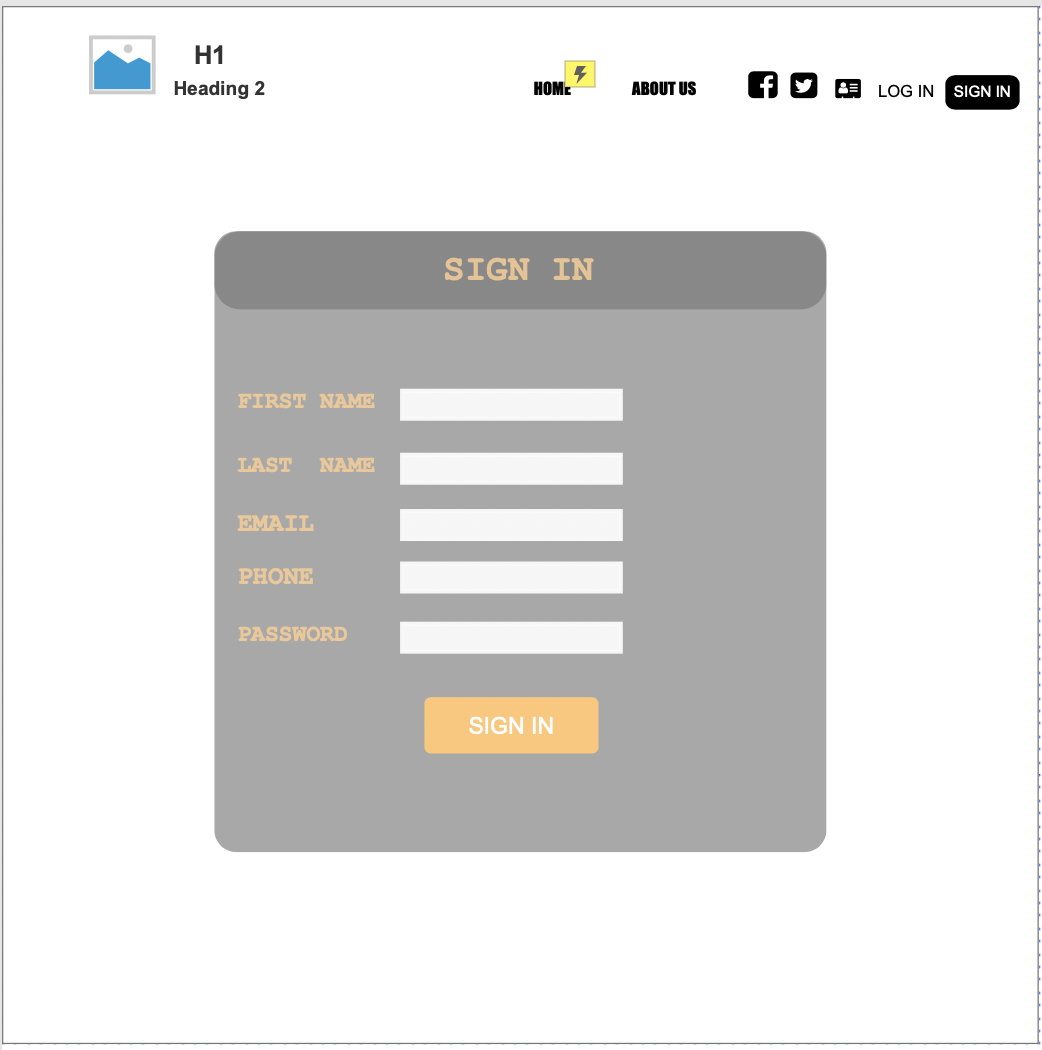 H1
Heading 2
HOME
ABOUT US
LOG IN
SIGN IN
SIGN IN
FIRST NAME
LAST NAME
EMAIL
PHONE
PASSWORD
SIGN IN